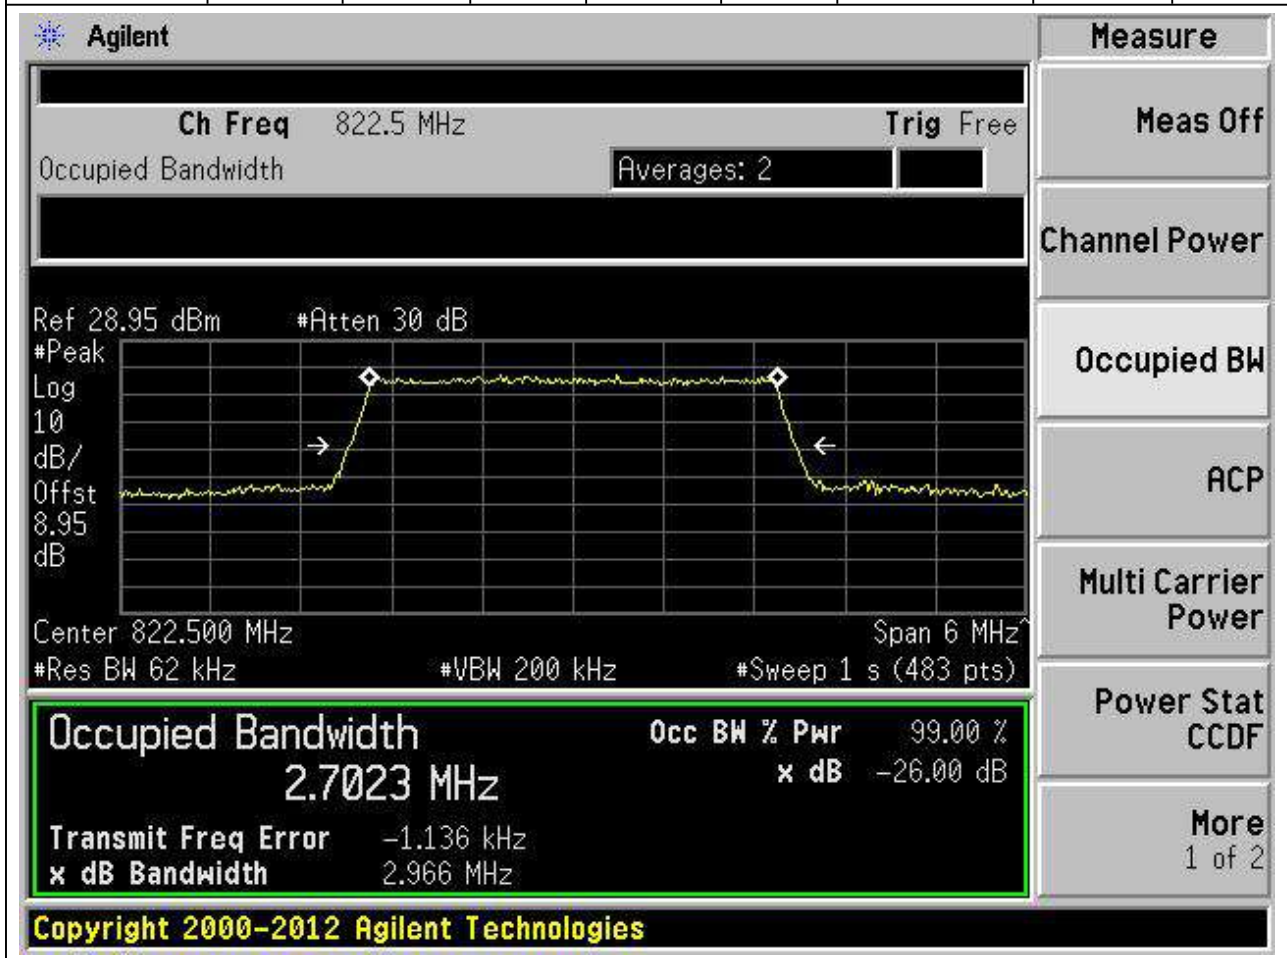 Agilent
Measure
Ch Freq 822.5 MHz Trig Free
Meas Off
Occupied Bandwidth Averages: 2
Channel Power
Ref 28.95 dBm #Atten 30 dB
#Peak
Log
10
dB/
Offst
8.95
dB
Occupied BW
ACP
Multi Carrier
Power
Center 822.500 MHz Span 6 MHz^
#Res BW 62 kHz #VBW 200 kHz #Sweep 1 s (483 pts)
Occupied Bandwidth Occ BW % Pwr 99.00 %
2.7023 MHz x dB -26.00 dB
Power Stat
CCDF
Transmit Freq Error -1.136 kHz
x dB Bandwidth 2.966 MHz
More
1 of 2
Copyright 2000-2012 Agilent Technologies